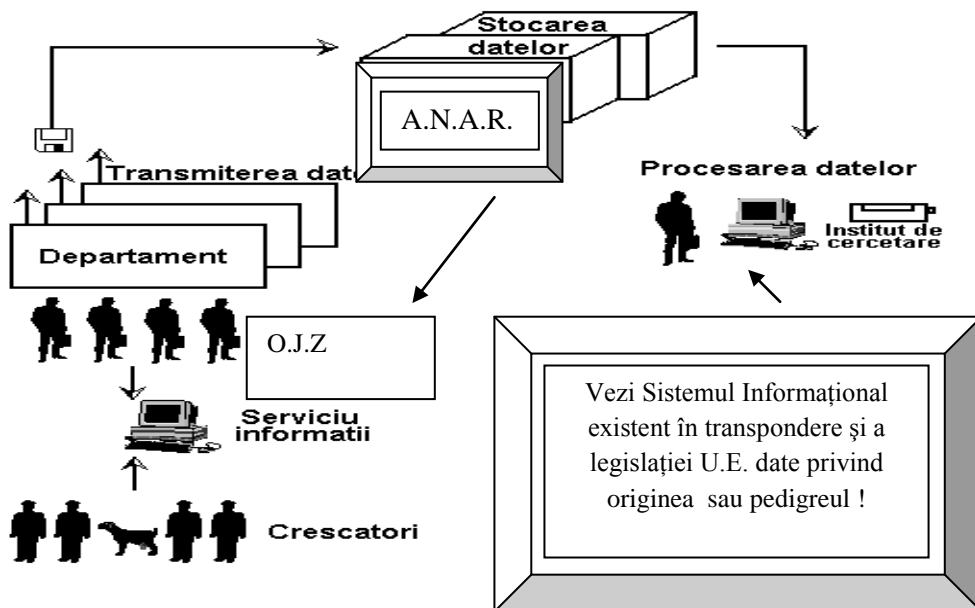 Stocarea
datelor
A.N.A.R.
Transmiterea date
Procesarea datelor
Institut de
cercetare
Departament
O.J.Z
Serviciu
informatii
Vezi Sistemul Informațional
existent în transpondere şi a
legislației U.E. date privind
originea sau pedigreul !
Crescatori